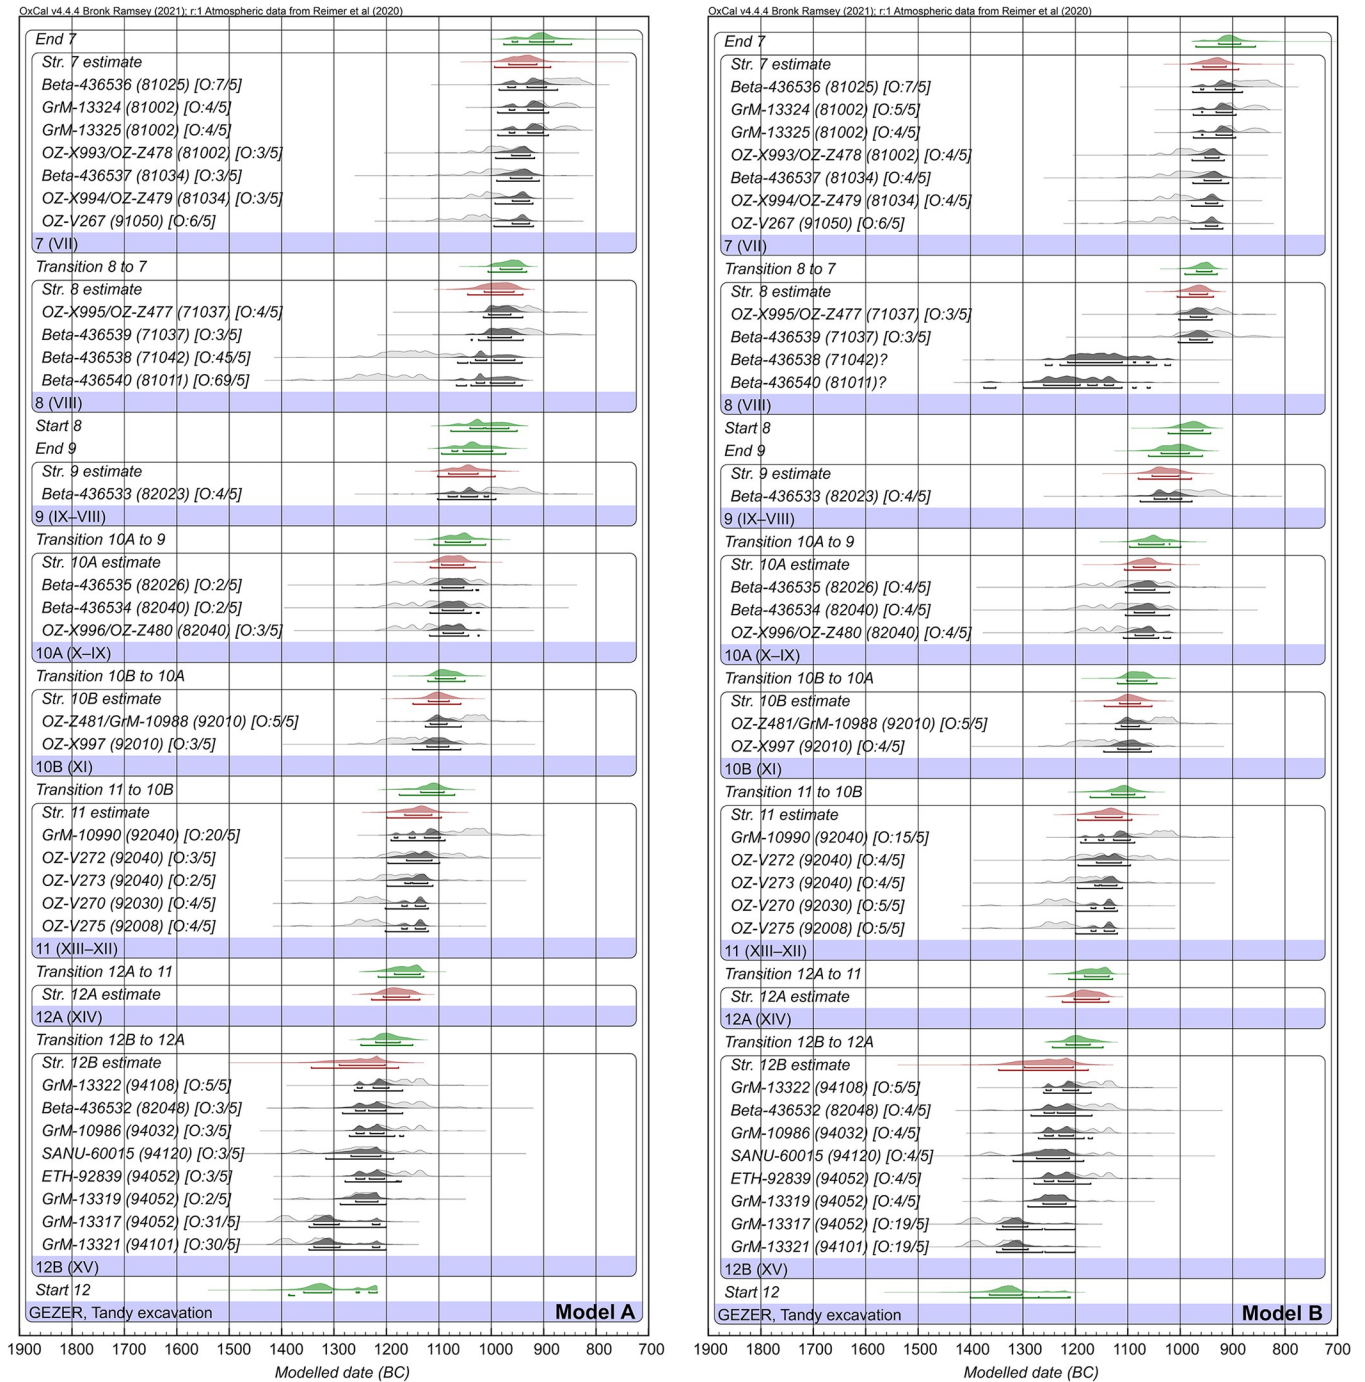 OxCal v4.4.4 Bronk Ramsey (2021); r:1 Atmospheric data from Reimer et al (2020)
End 7
Str. 7 estimate
Beta-436536 (81025) [O:7/5]
GrM-13324 (81002) [O:4/5]
GrM-13325 (81002) [O:4/5]
OZ-X993/OZ-Z478 (81002) [O:3/5]
Beta-436537 (81034) [O:3/5]
OZ-X994/OZ-Z479 (81034) [O:3/5]
OZ-V267 (91050) [O:6/5]
7 (VII)
Transition 8 to 7
Str. 8 estimate
OZ-X995/OZ-Z477 (71037) [O:4/5]
Beta-436539 (71037) [O:3/5]
Beta-436538 (71042) [O:45/5]
Beta-436540 (81011) [O:69/5]
8 (VIII)
Start 8
End 9
Str. 9 estimate
Beta-436533 (82023) [O:4/5]
9 (IX–VIII)
Transition 10A to 9
Str. 10A estimate
Beta-436535 (82026) [O:2/5]
Beta-436534 (82040) [O:2/5]
OZ-X996/OZ-Z480 (82040) [O:3/5]
10A (X–IX)
Transition 10B to 10A
Str. 10B estimate
OZ-Z481/GrM-10988 (92010) [O:5/5]
OZ-X997 (92010) [O:3/5]
10B (XI)
Transition 11 to 10B
Str. 11 estimate
GrM-10990 (92040) [O:20/5]
OZ-V272 (92040) [O:3/5]
OZ-V273 (92040) [O:2/5]
OZ-V270 (92030) [O:4/5]
OZ-V275 (92008) [O:4/5]
11 (XIII–XII)
Transition 12A to 11
Str. 12A estimate
12A (XIV)
Transition 12B to 12A
Str. 12B estimate
GrM-13322 (94108) [O:5/5]
Beta-436532 (82048) [O:3/5]
GrM-10986 (94032) [O:3/5]
SANU-60015 (94120) [O:3/5]
ETH-92839 (94052) [O:3/5]
GrM-13319 (94052) [O:2/5]
GrM-13317 (94052) [O:31/5]
GrM-13321 (94101) [O:30/5]
12B (XV)
Start 12
GEZER, Tandy excavation Model A
1900 1800 1700 1600 1500 1400 1300 1200 1100 1000 900 800 700
Modelled date (BC)
OxCal v4.4.4 Bronk Ramsey (2021); r:1 Atmospheric data from Reimer et al (2020)
End 7
Str. 7 estimate
Beta-436536 (81025) [O:7/5]
GrM-13324 (81002) [O:5/5]
GrM-13325 (81002) [O:4/5]
OZ-X993/OZ-Z478 (81002) [O:4/5]
Beta-436537 (81034) [O:4/5]
OZ-X994/OZ-Z479 (81034) [O:4/5]
OZ-V267 (91050) [O:6/5]
7 (VII)
Transition 8 to 7
Str. 8 estimate
OZ-X995/OZ-Z477 (71037) [O:3/5]
Beta-436539 (71037) [O:3/5]
Beta-436538 (71042)?
Beta-436540 (81011)?
8 (VIII)
Start 8
End 9
Str. 9 estimate
Beta-436533 (82023) [O:4/5]
9 (IX–VIII)
Transition 10A to 9
Str. 10A estimate
Beta-436535 (82026) [O:4/5]
Beta-436534 (82040) [O:4/5]
OZ-X996/OZ-Z480 (82040) [O:4/5]
10A (X–IX)
Transition 10B to 10A
Str. 10B estimate
OZ-Z481/GrM-10988 (92010) [O:5/5]
OZ-X997 (92010) [O:4/5]
10B (XI)
Transition 11 to 10B
Str. 11 estimate
GrM-10990 (92040) [O:15/5]
OZ-V272 (92040) [O:4/5]
OZ-V273 (92040) [O:4/5]
OZ-V270 (92030) [O:5/5]
OZ-V275 (92008) [O:5/5]
11 (XIII–XII)
Transition 12A to 11
Str. 12A estimate
12A (XIV)
Transition 12B to 12A
Str. 12B estimate
GrM-13322 (94108) [O:5/5]
Beta-436532 (82048) [O:4/5]
GrM-10986 (94032) [O:4/5]
SANU-60015 (94120) [O:4/5]
ETH-92839 (94052) [O:4/5]
GrM-13319 (94052) [O:4/5]
GrM-13317 (94052) [O:19/5]
GrM-13321 (94101) [O:19/5]
12B (XV)
Start 12
GEZER, Tandy excavation Model B
1900 1800 1700 1600 1500 1400 1300 1200 1100 1000 900 800 700
Modelled date (BC)